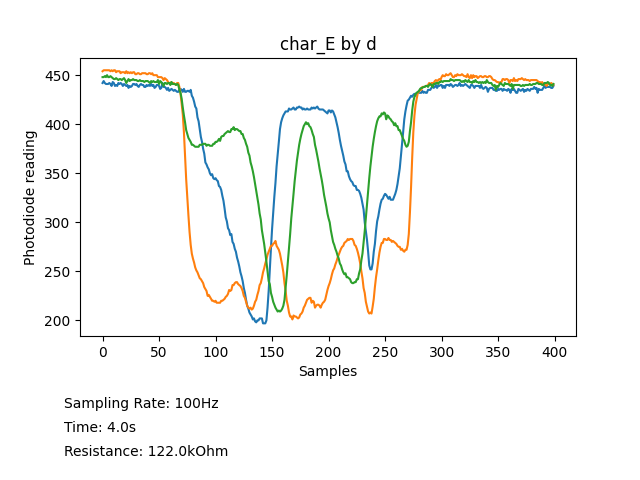 char_E by d
Photodiode reading
450
400
350
300
250
200
0 50 100 150 200 250 300 350 400
Samples
Sampling Rate: 100Hz
Time: 4.0s
Resistance: 122.0kOhm